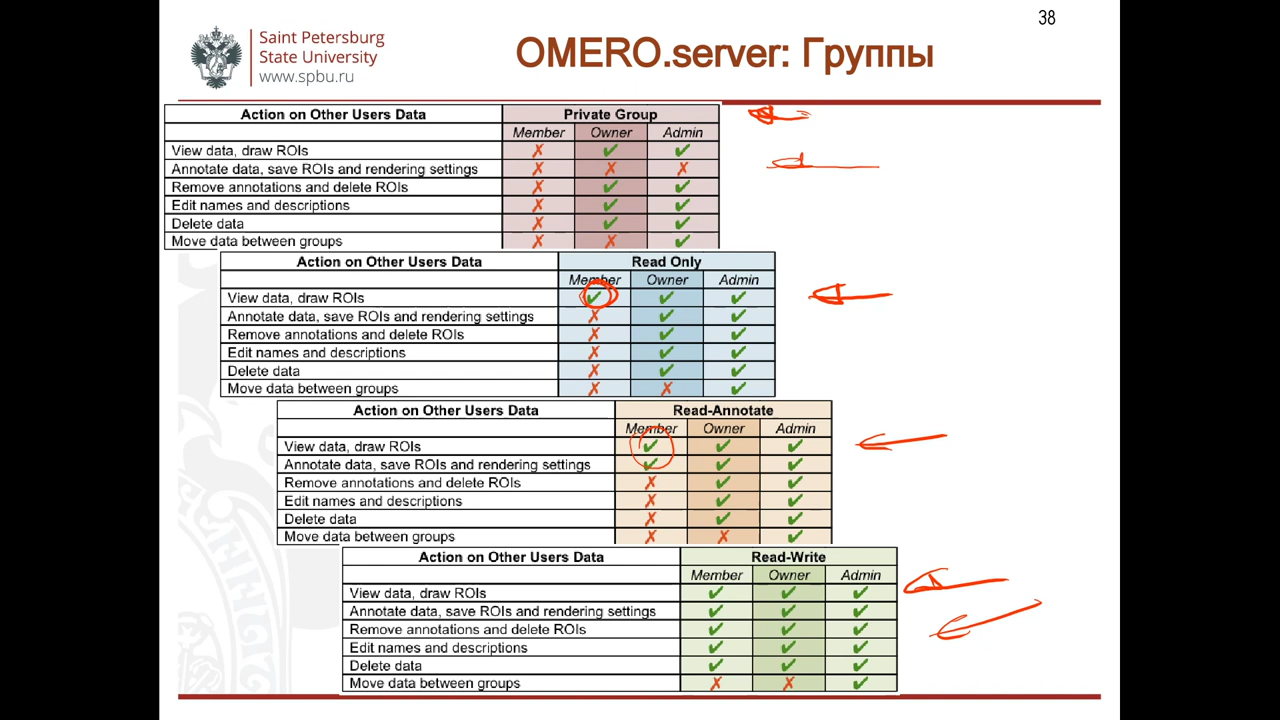 38
Saint Petersburg
State University
www.spbu.ru
OMERO.server: Группы
Action on Other Users Data Private Group
Member Owner Admin
View data, draw ROIs ✗ ✔ ✔
Annotate data, save ROIs and rendering settings ✗ ✗ ✗
Remove annotations and delete ROIs ✗ ✔ ✔
Edit names and descriptions ✗ ✔ ✔
Delete data ✗ ✔ ✔
Move data between groups ✗ ✗ ✔
Action on Other Users Data Read Only
Member Owner Admin
View data, draw ROIs ✔ ✔ ✔
Annotate data, save ROIs and rendering settings ✗ ✔ ✔
Remove annotations and delete ROIs ✗ ✔ ✔
Edit names and descriptions ✗ ✔ ✔
Delete data ✗ ✔ ✔
Move data between groups ✗ ✗ ✔
Action on Other Users Data Read-Annotate
Member Owner Admin
View data, draw ROIs ✔ ✔ ✔
Annotate data, save ROIs and rendering settings ✔ ✔ ✔
Remove annotations and delete ROIs ✗ ✔ ✔
Edit names and descriptions ✗ ✔ ✔
Delete data ✗ ✔ ✔
Move data between groups ✗ ✗ ✔
Action on Other Users Data Read-Write
Member Owner Admin
View data, draw ROIs ✔ ✔ ✔
Annotate data, save ROIs and rendering settings ✔ ✔ ✔
Remove annotations and delete ROIs ✔ ✔ ✔
Edit names and descriptions ✔ ✔ ✔
Delete data ✔ ✔ ✔
Move data between groups ✗ ✗ ✔